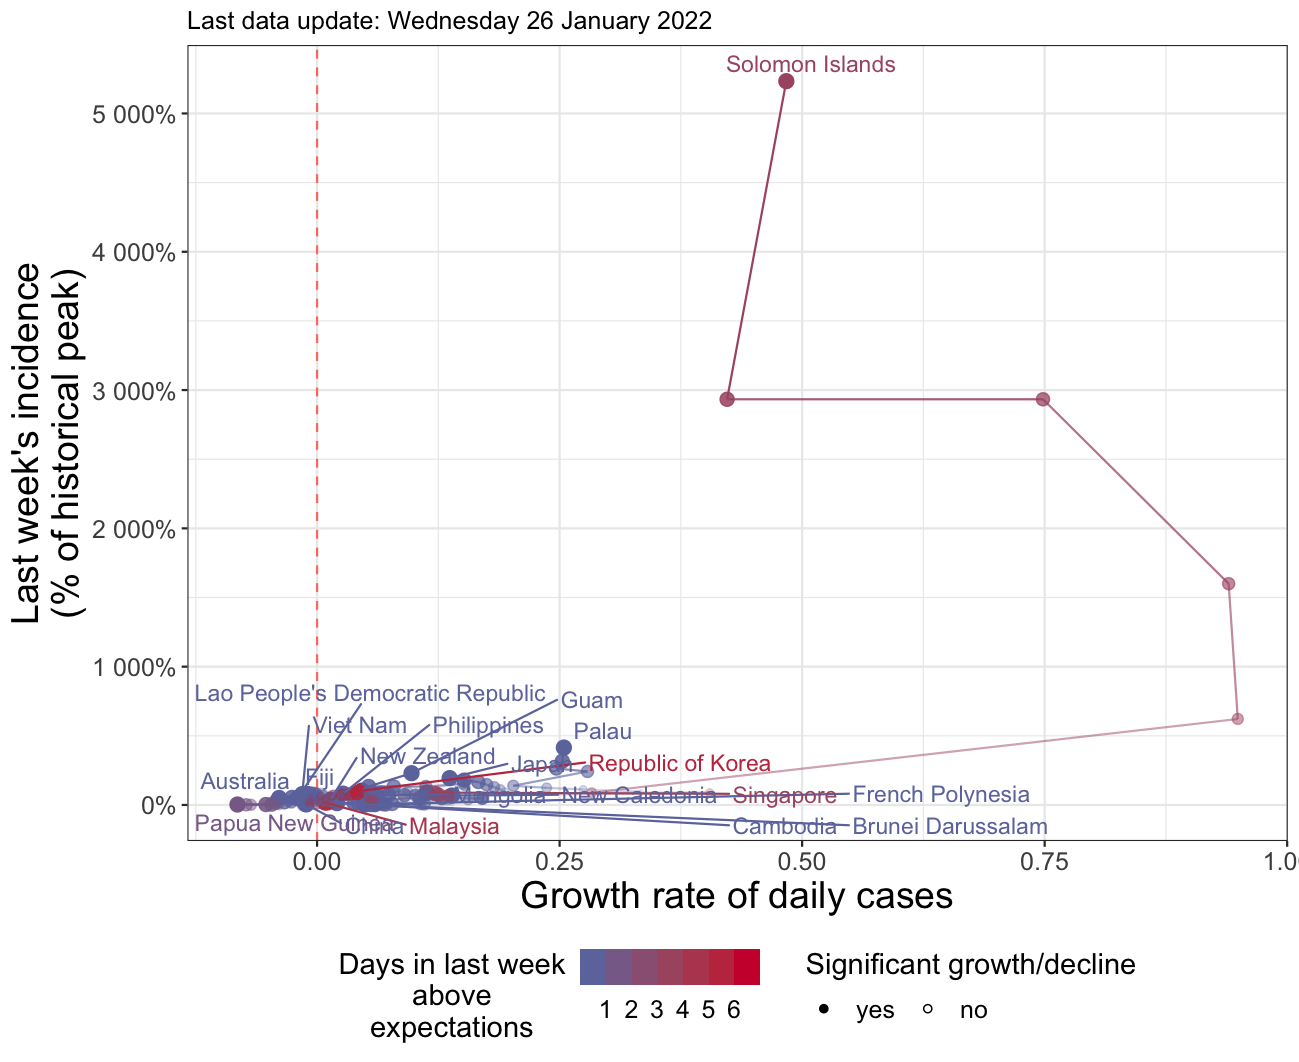 Last data update: Wednesday 26 January 2022
Solomon Islands
5 000%
4 000%
3 000%
2 000%
1 000%
0%
Last week's incidence
(% of historical peak)
Lao People's Democratic Republic
Guam
Viet Nam
Philippines
Palau
New Zealand
Japan
Republic of Korea
Fiji
Australia
New Caledonia
Singapore
French Polynesia
Papua New Guinea
China
Malaysia
Cambodia
Brunei Darussalam
0.00
0.25
0.50
0.75
Growth rate of daily cases
Days in last week
above
expectations
1 2 3 4 5 6
Significant growth/decline
yes
no